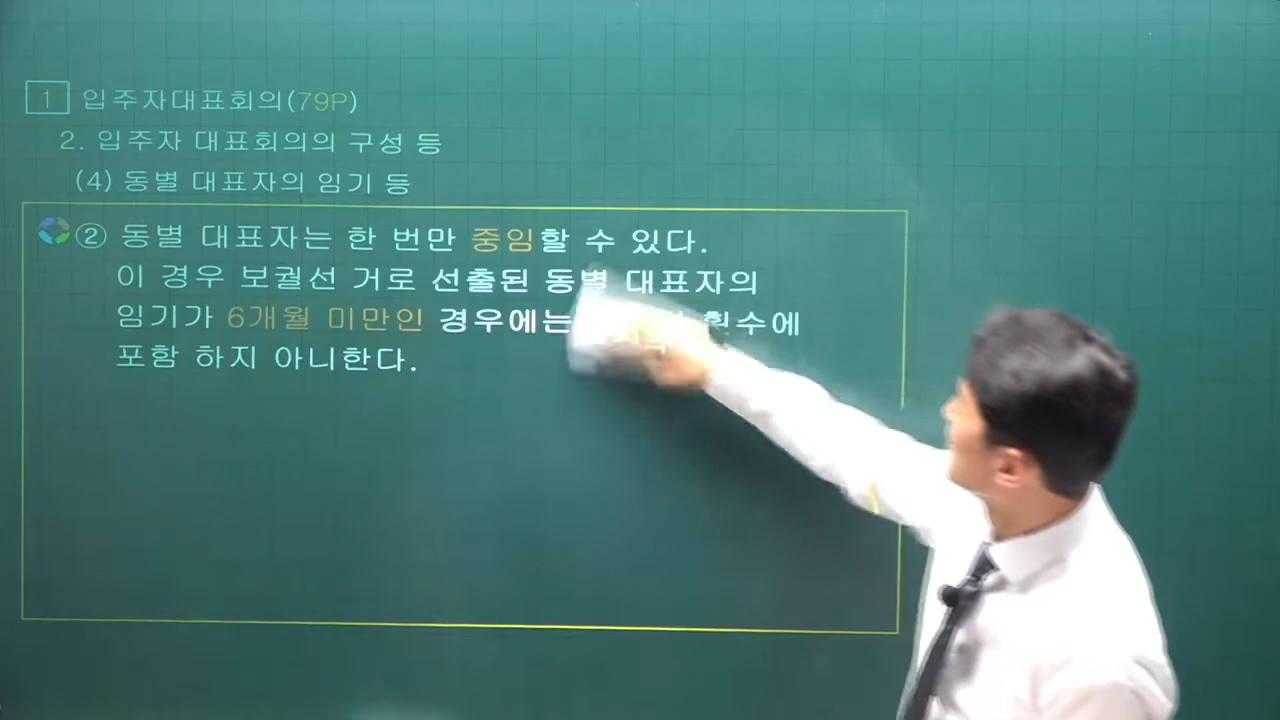 1 입주자대표회의(79P)
2. 입주자 대표회의의 구성 등
(4) 동별 대표자의 임기 등
② 동별 대표자는 한 번만 중임할 수 있다.
이 경우 보궐선 거로 선출된 동별 대표자의
임기가 6개월 미만인 경우에는 횟수에
포함 하지 아니한다.